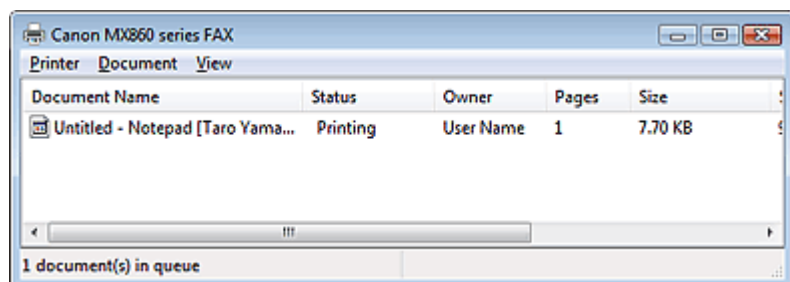 Canon MX860 series FAX
Printer Document View
Document Name Status Owner Pages Size
Untitled - Notepad [Taro Yama... Printing User Name 1 7.70 KB
1 document(s) in queue